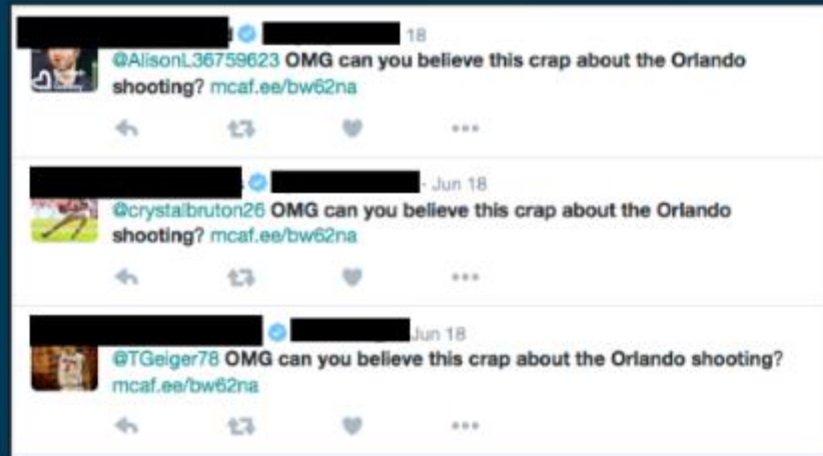 18
@AlisonL36759623 OMG can you believe this crap about the Orlando
shooting? mcaf.ee/bw62na
- Jun 18
@crystalbruton26 OMG can you believe this crap about the Orlando
shooting? mcaf.ee/bw62na
Jun 18
@TGeiger78 OMG can you believe this crap about the Orlando shooting?
mcaf.ee/bw62na